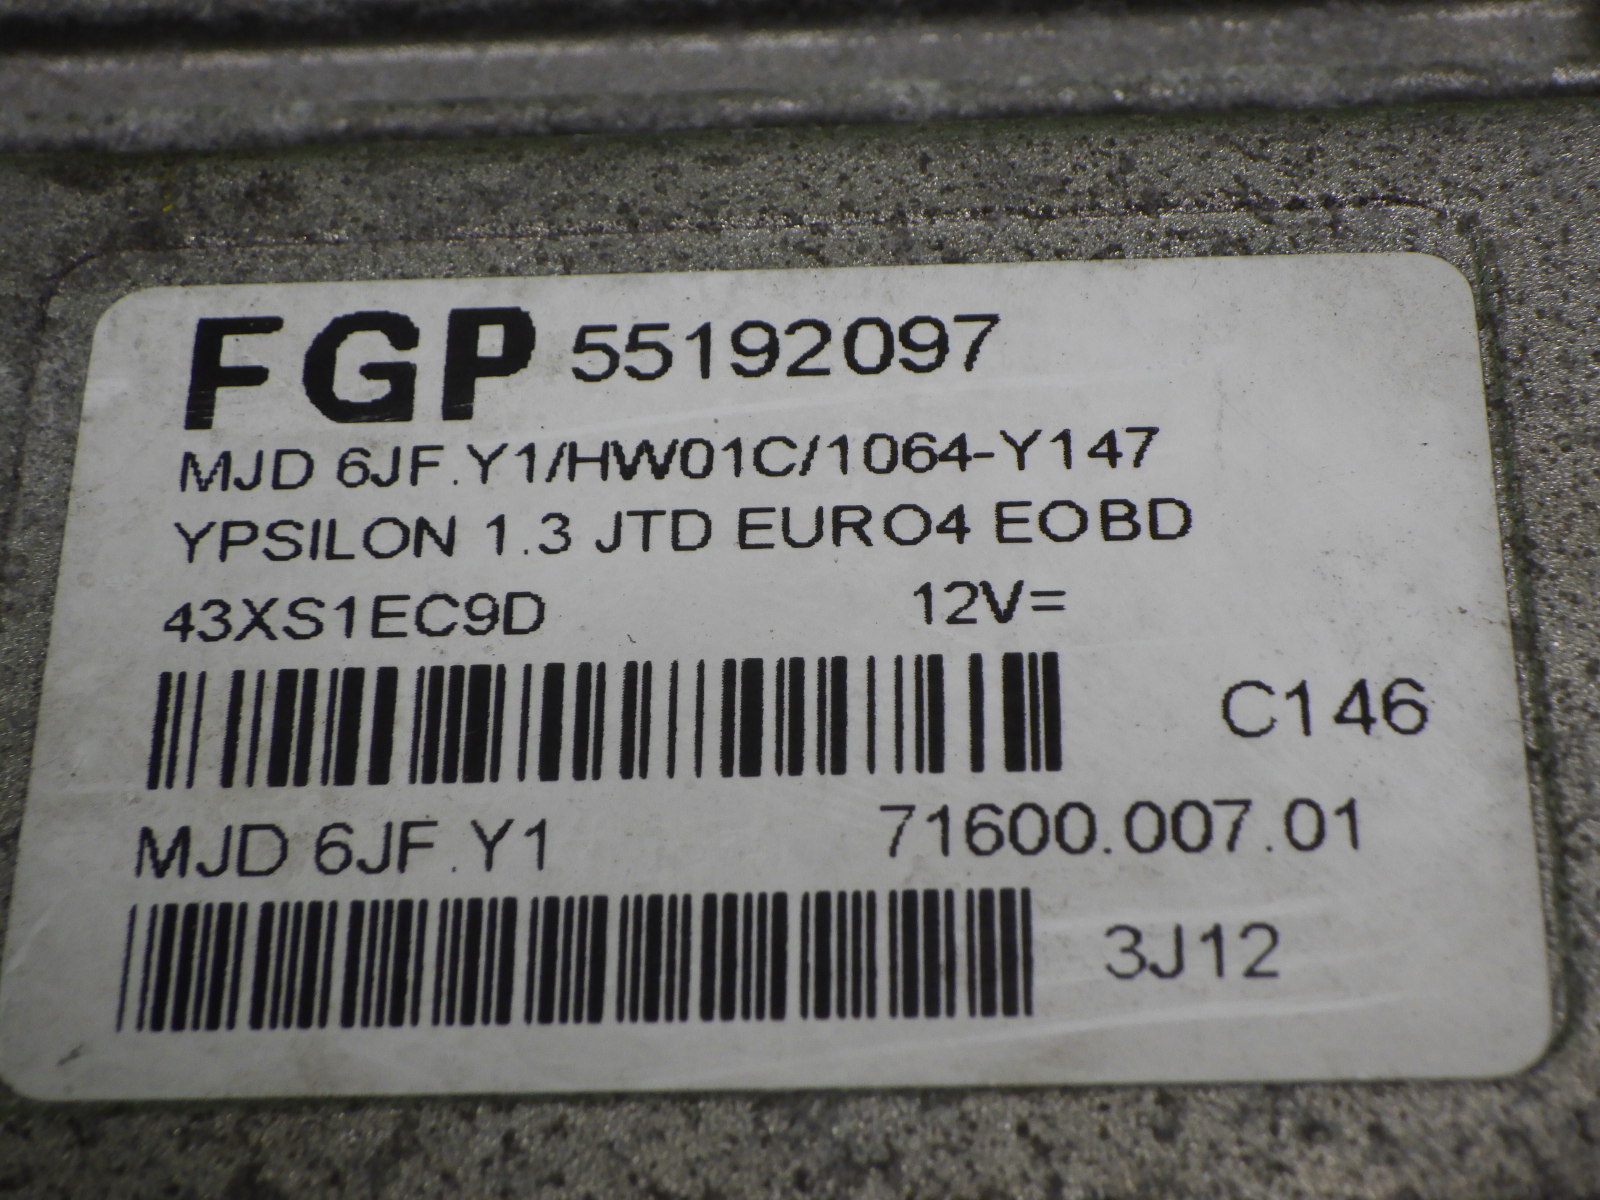 FGP 55192097
MJD 6JF.Y1/HW01C/1064-Y147
YPSILON 1.3 JTD EURO4 EOBD
43XS1EC9D 12V=
C146
MJD 6JF.Y1 71600.007.01
3J12